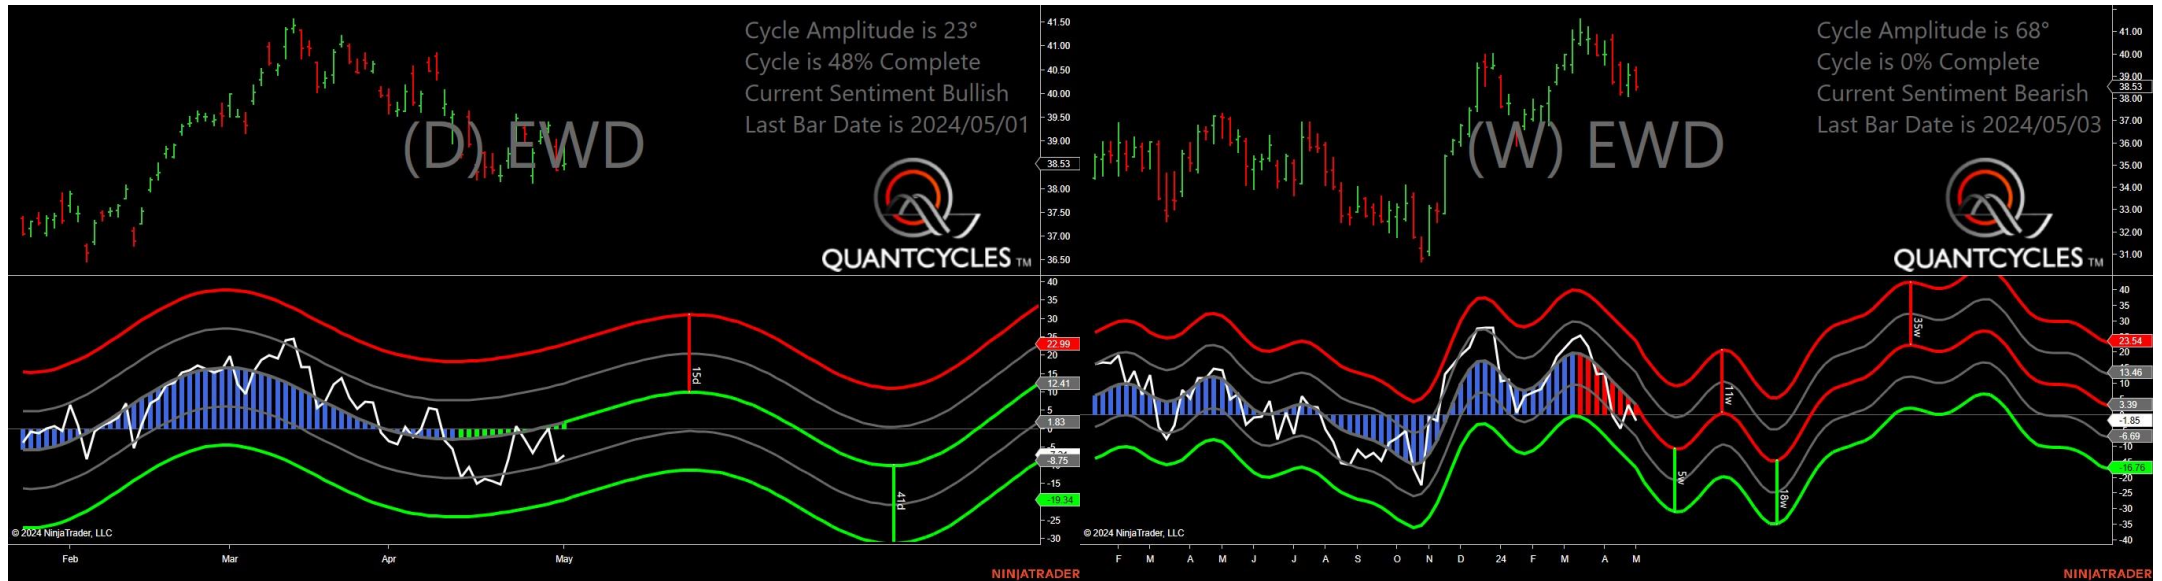 Cycle Amplitude is 23°
Cycle is 48% Complete
Current Sentiment Bullish
Last Bar Date is 2024/05/01
(D) EWD
QUANTCYCLES TM
41.50
41.00
40.50
40.00
39.50
39.00
38.53
38.00
37.50
37.00
36.50
40
35
30
25
22.99
20
15
12.41
10
5
1.83
0
-5
-8.75
-15
-19.34
-25
-30
15d
41d
© 2024 NinjaTrader, LLC
Feb Mar Apr May
NINJATRADER
Cycle Amplitude is 68°
Cycle is 0% Complete
Current Sentiment Bearish
Last Bar Date is 2024/05/03
(W) EWD
QUANTCYCLES TM
41.00
40.00
39.00
38.53
38.00
37.00
36.00
35.00
34.00
33.00
32.00
31.00
40
35
30
23.54
20
13.46
10
5
3.39
-1.85
-6.69
-10
-16.76
-20
-25
-30
-35
-40
5w
11w
18w
35w
© 2024 NinjaTrader, LLC
F M A M J J A S O N D 24 F M A M
NINJATRADER